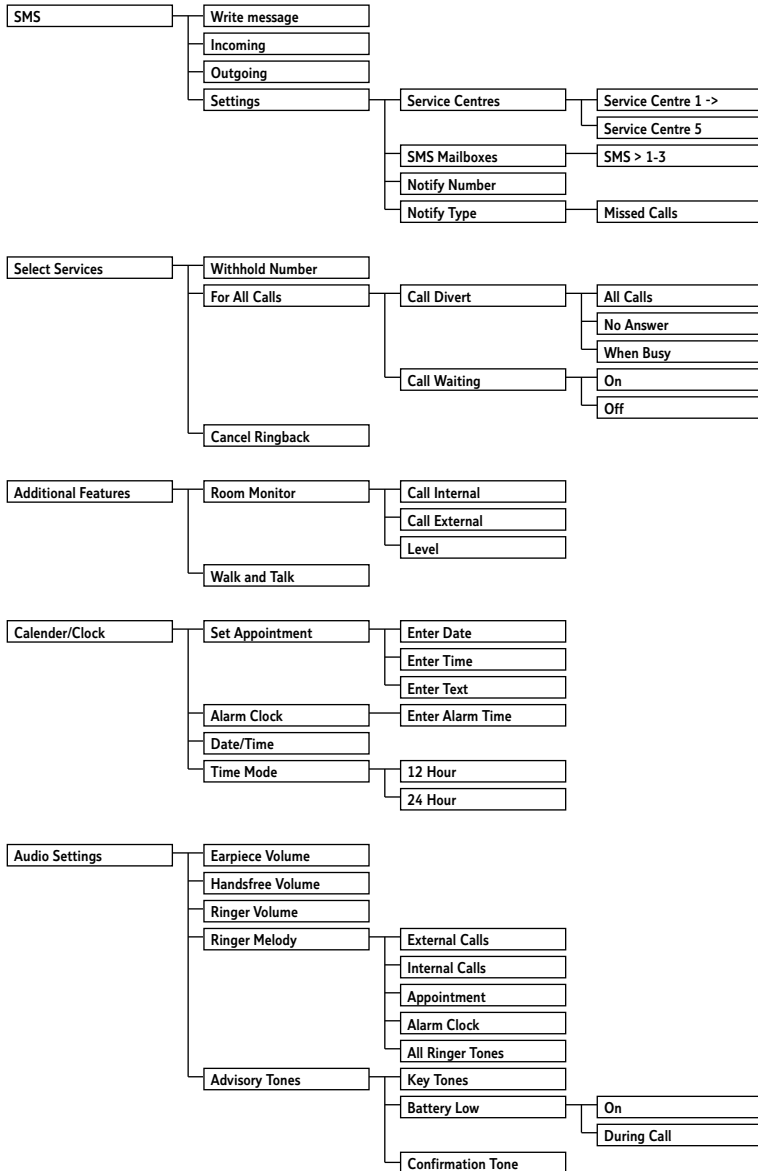 SMS
Write message
Incoming
Outgoing
Settings
Service Centres
Service Centre 1 ->
Service Centre 5
SMS Mailboxes
SMS > 1-3
Notify Number
Notify Type
Missed Calls
Select Services
Withhold Number
For All Calls
Call Divert
All Calls
No Answer
When Busy
Call Waiting
On
Off
Cancel Ringback
Additional Features
Room Monitor
Call Internal
Call External
Level
Walk and Talk
Calender/Clock
Set Appointment
Enter Date
Enter Time
Enter Text
Alarm Clock
Enter Alarm Time
Date/Time
Time Mode
12 Hour
24 Hour
Audio Settings
Earpiece Volume
Handsfree Volume
Ringer Volume
Ringer Melody
External Calls
Internal Calls
Appointment
Alarm Clock
All Ringer Tones
Advisory Tones
Key Tones
Battery Low
On
During Call
Confirmation Tone